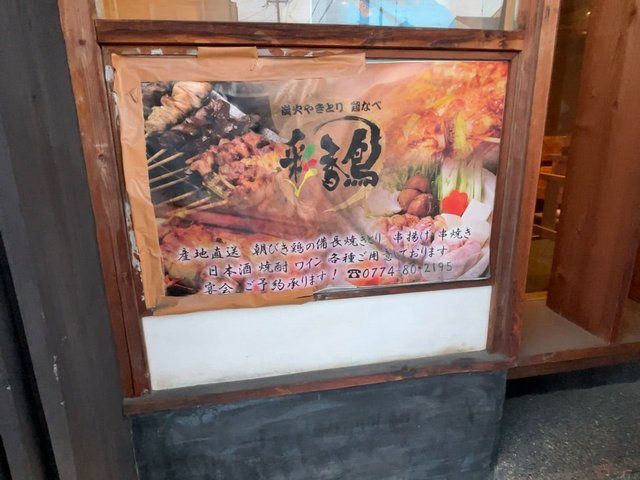 炭火やきとり 鶏なべ
彩香鳥
産地直送 朝びき鶏の備長焼きとり 串揚げ 串焼き
日本酒 焼酎 ワイン 各種ご用意しております
宴会、ご予約承ります! ☎0774-80-2195